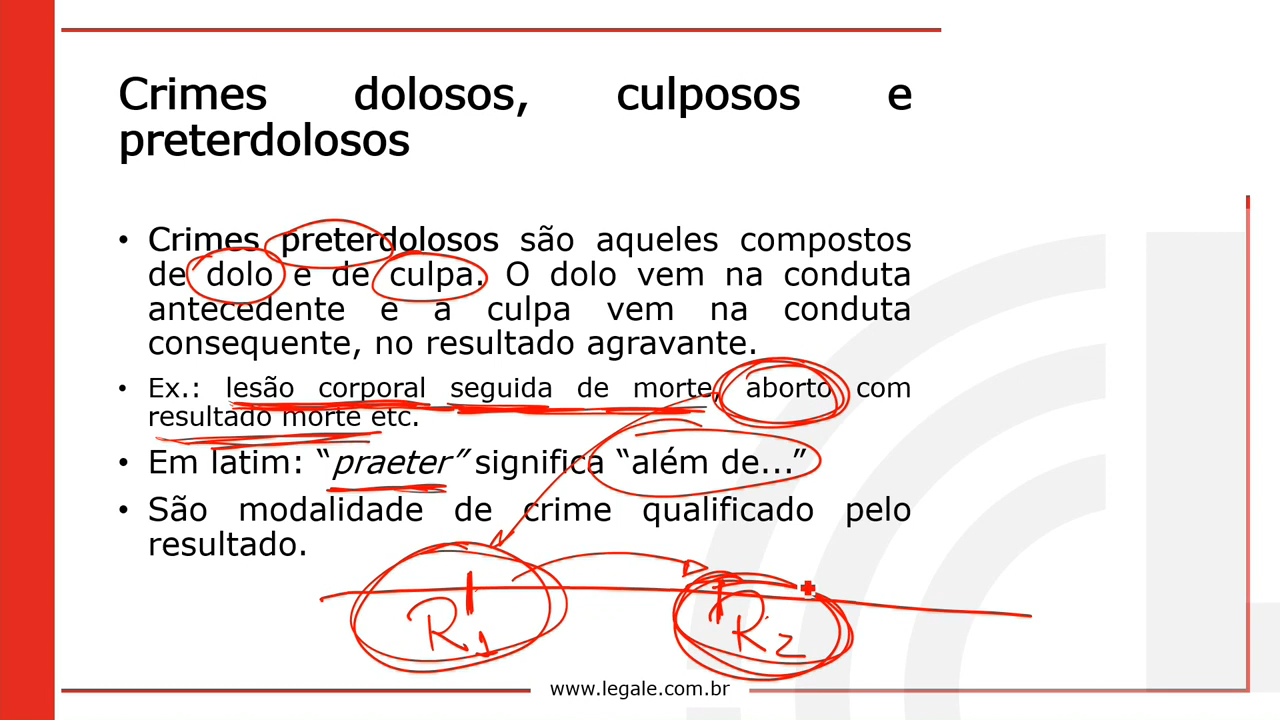 Crimes dolosos, culposos e
preterdolosos
• Crimes preterdolosos são aqueles compostos
de dolo e de culpa. O dolo vem na conduta
antecedente e a culpa vem na conduta
consequente, no resultado agravante.
• Ex.: lesão corporal seguida de morte, aborto com
resultado morte etc.
• Em latim: “praeter” significa “além de...”
• São modalidade de crime qualificado pelo
resultado.
R1 R2
www.legale.com.br